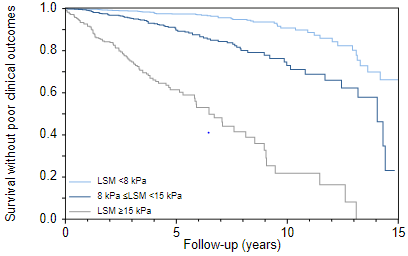 Survival without poor clinical outcomes
1.0
0.8
0.6
0.4
0.2
0.0
LSM <8 kPa
8 kPa ≤LSM <15 kPa
LSM ≥15 kPa
0
5
10
15
Follow-up (years)